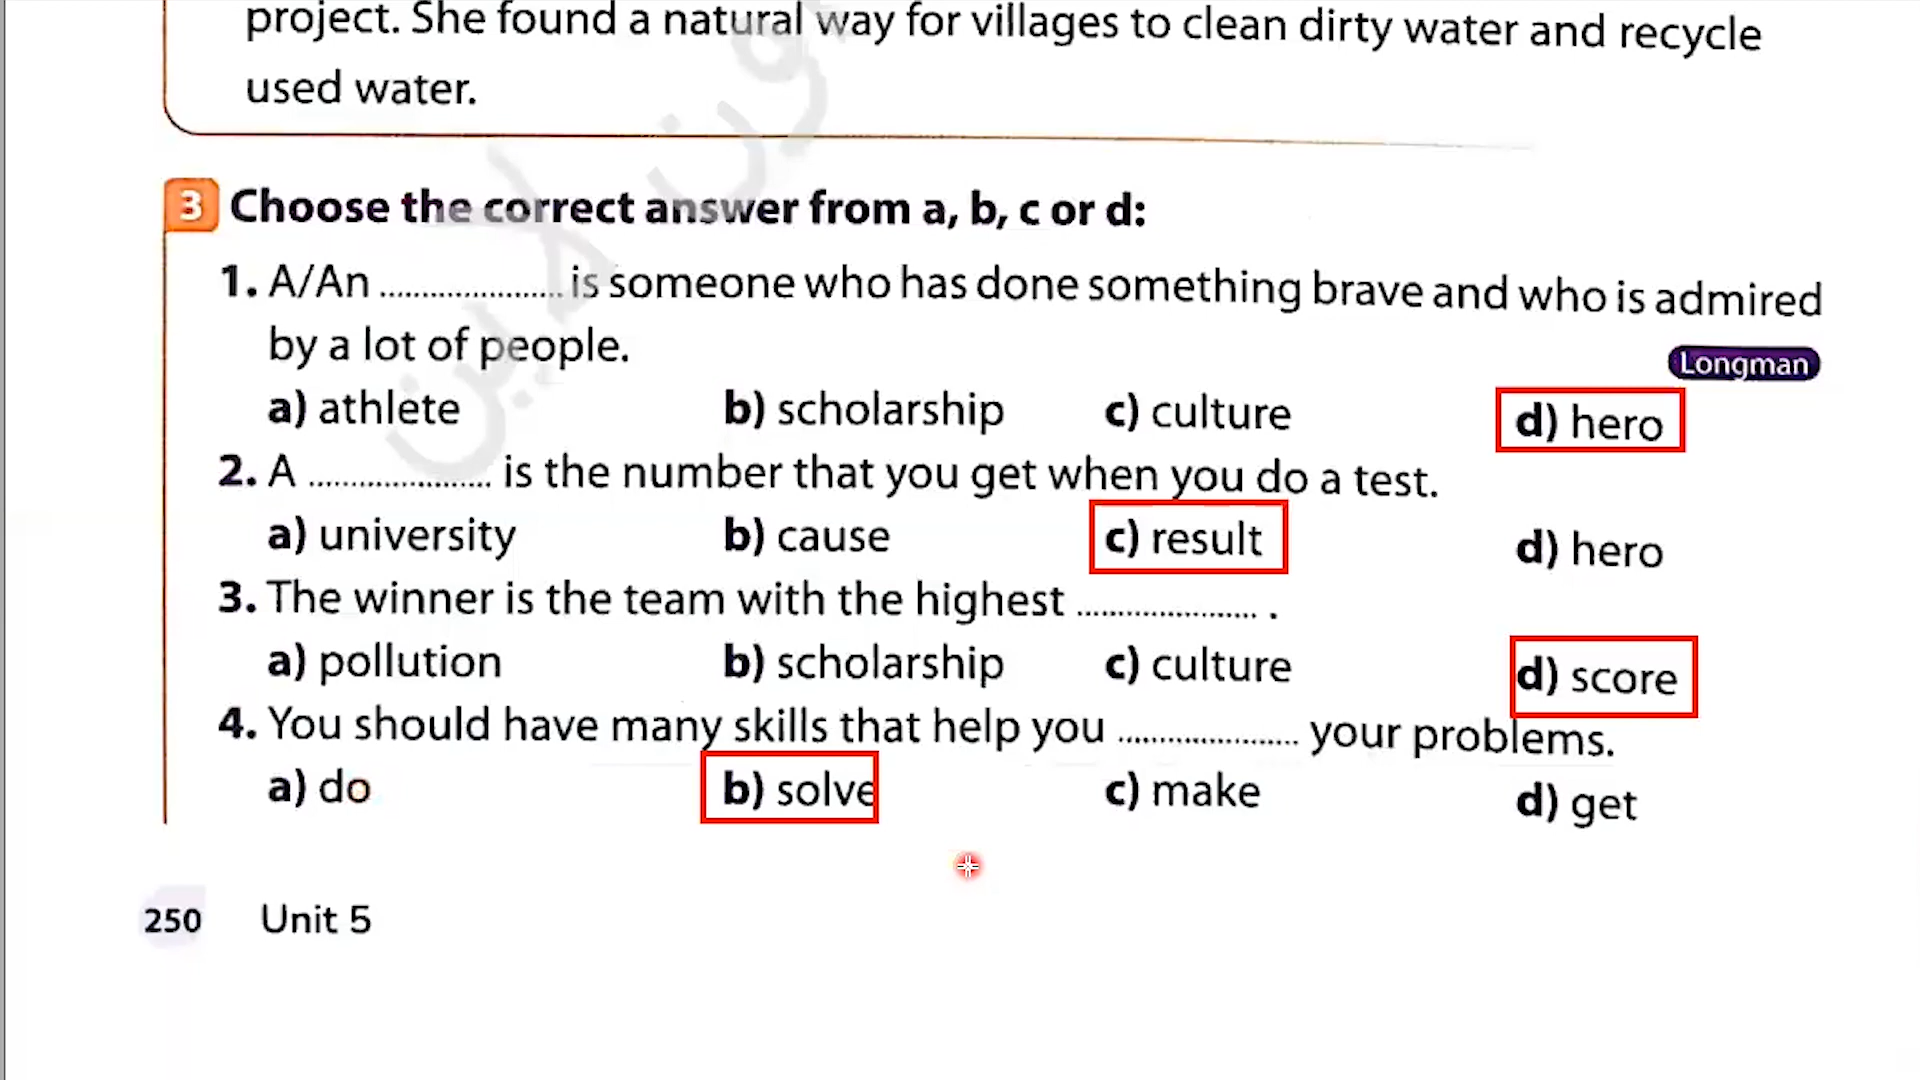 project. She found a natural way for villages to clean dirty water and recycle
used water.
3 Choose the correct answer from a, b, c or d:
1. A/An ...................... is someone who has done something brave and who is admired
by a lot of people.
Longman
a) athlete b) scholarship c) culture d) hero
2. A ...................... is the number that you get when you do a test.
a) university b) cause c) result d) hero
3. The winner is the team with the highest ...................... .
a) pollution b) scholarship c) culture d) score
4. You should have many skills that help you ...................... your problems.
a) do b) solve c) make d) get
250 Unit 5